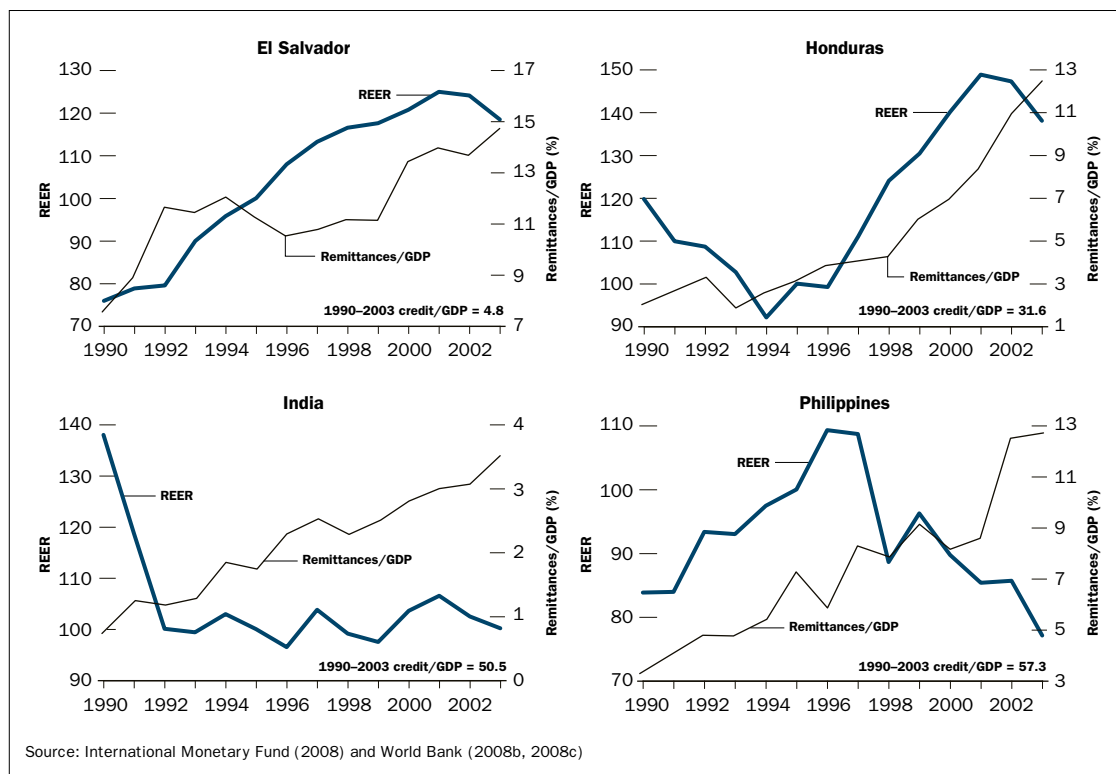 El Salvador
130
120
110
100
90
80
70
REER
17
15
13
11
9
7
Remittances/GDP (%)
REER
Remittances/GDP
1990–2003 credit/GDP = 4.8
1990 1992 1994 1996 1998 2000 2002
Honduras
150
140
130
120
110
100
90
REER
13
11
9
7
5
3
1
Remittances/GDP (%)
REER
Remittances/GDP
1990–2003 credit/GDP = 31.6
1990 1992 1994 1996 1998 2000 2002
India
140
130
120
110
100
90
REER
4
3
2
1
0
Remittances/GDP (%)
REER
Remittances/GDP
1990–2003 credit/GDP = 50.5
1990 1992 1994 1996 1998 2000 2002
Philippines
110
100
90
80
70
REER
13
11
9
7
5
3
Remittances/GDP (%)
REER
Remittances/GDP
1990–2003 credit/GDP = 57.3
1990 1992 1994 1996 1998 2000 2002
Source: International Monetary Fund (2008) and World Bank (2008b, 2008c)